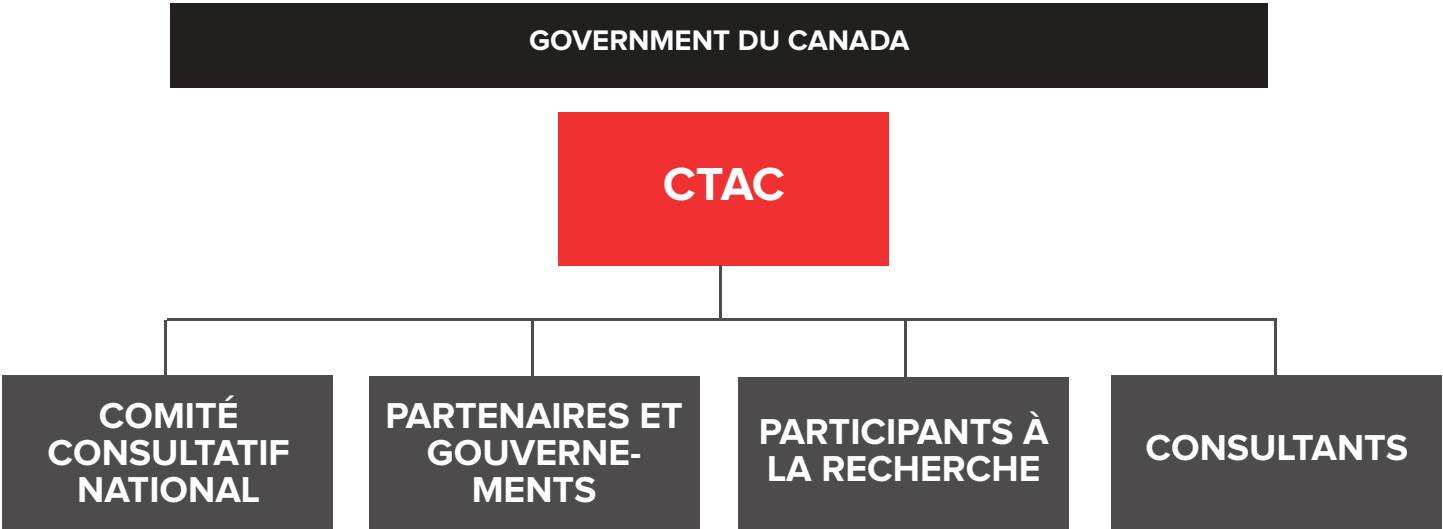 GOVERNMENT DU CANADA
CTAC
COMITÉ
CONSULTATIF
NATIONAL
PARTENAIRES ET
GOUVERNE-
MENTS
PARTICIPANTS À
LA RECHERCHE
CONSULTANTS